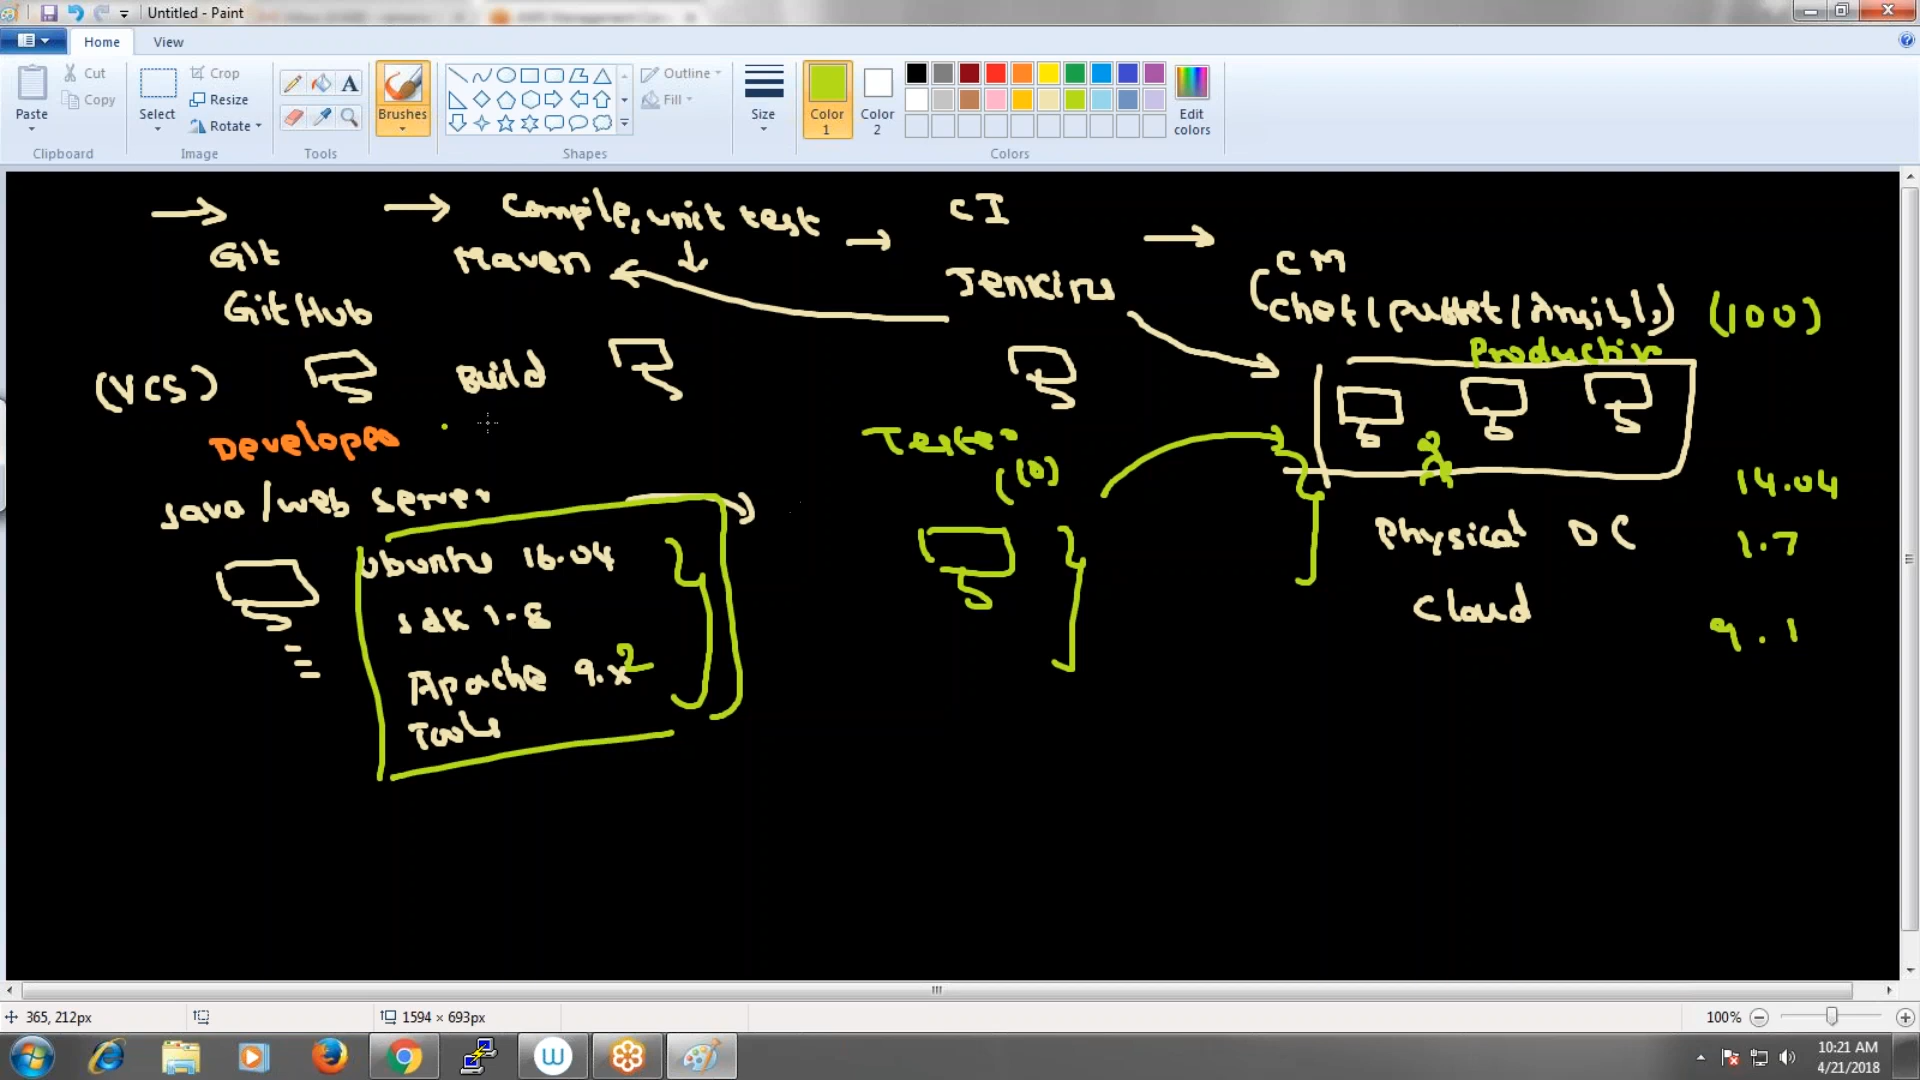 Untitled - Paint
Home View
Paste
Cut
Copy
Clipboard
Select
Crop
Resize
Rotate
Image
Tools
Brushes
Shapes
Outline
Fill
Size
Color 1
Color 2
Edit colors
Colors
Compile, unit test
CI
GIt
Maven
Jenkins
CM
GitHub
(Chef / puppet /
(100)
Production
(VCS)
Build
Developer
Tester
(10)
Java / web server
14.04
Ubuntu 16.04
Physical DC
1.7
Jdk 1.8
Cloud
Apache 9.x 2
9.1
Tools
365, 212px
1594 × 693px
100%
10:21 AM
4/21/2018